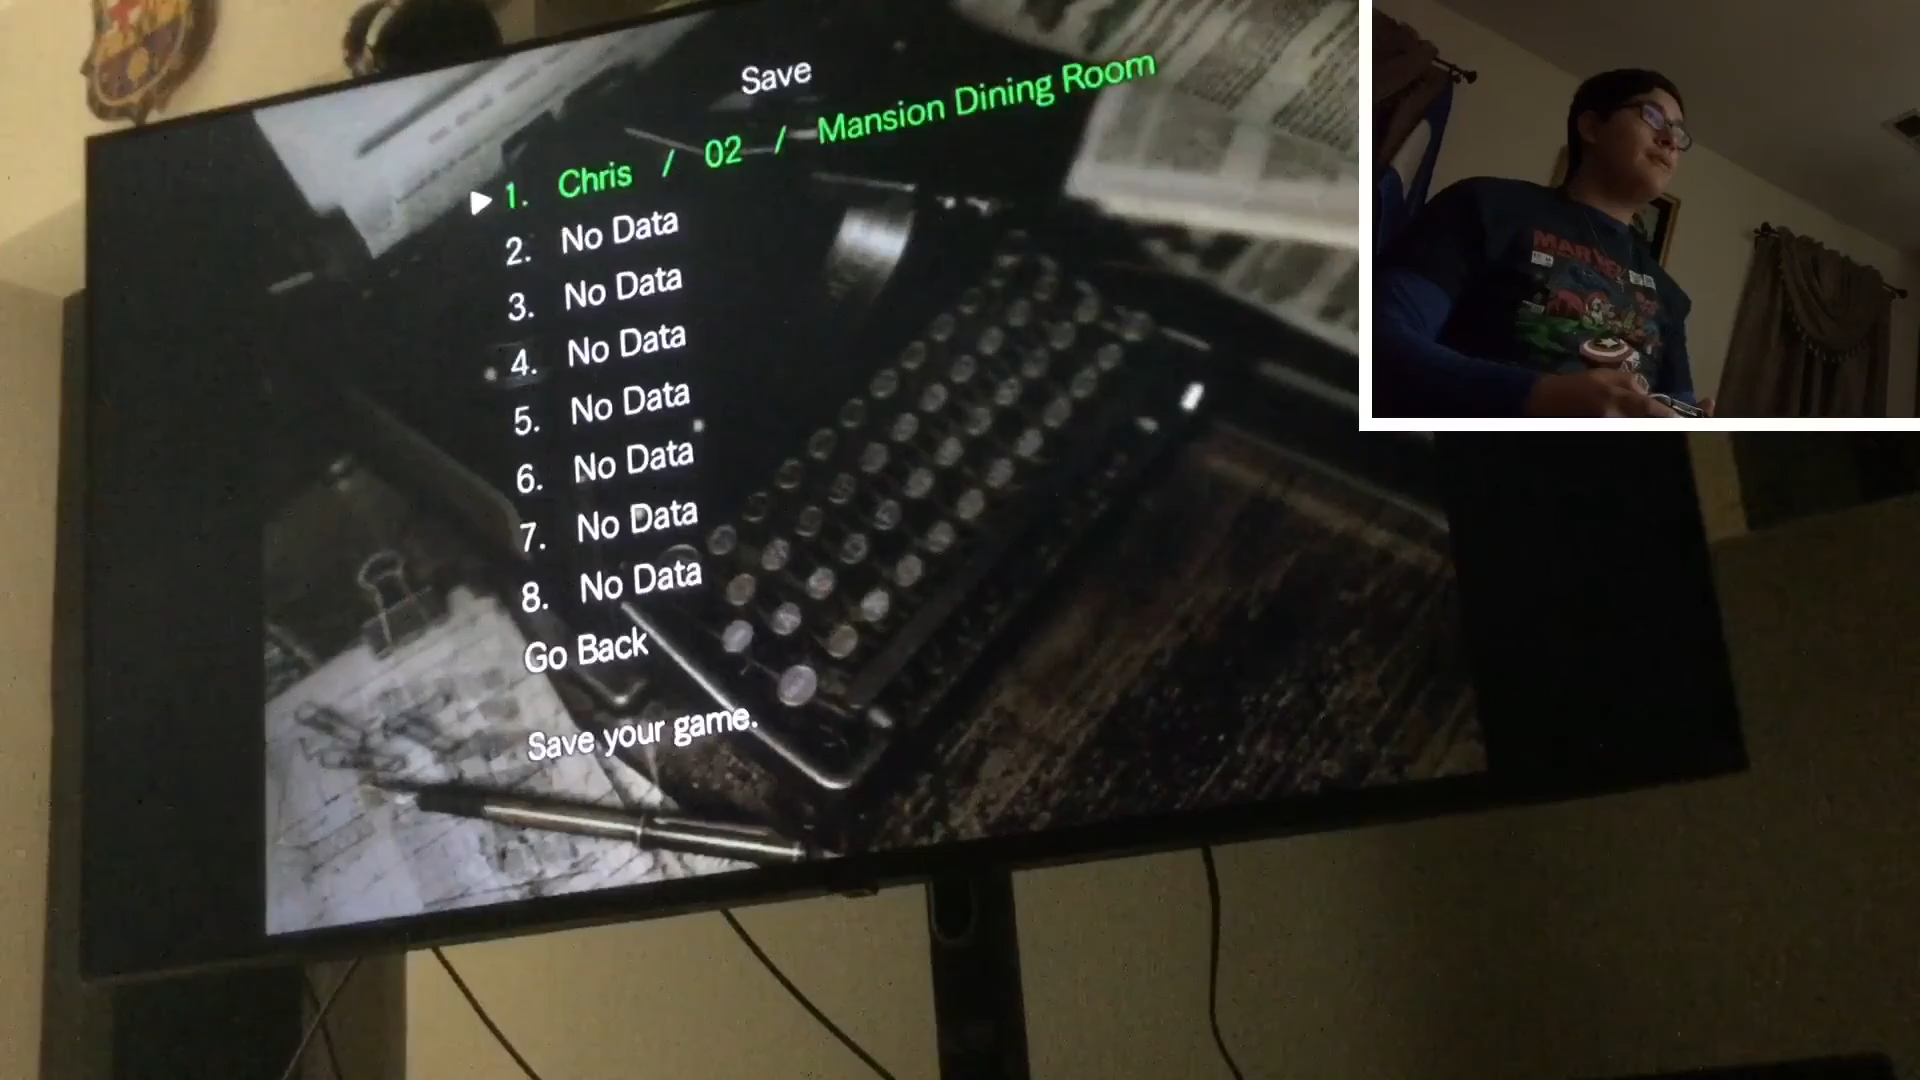 Save
1. Chris / 02 / Mansion Dining Room
2. No Data
3. No Data
4. No Data
5. No Data
6. No Data
7. No Data
8. No Data
Go Back
Save your game.
MARVEL